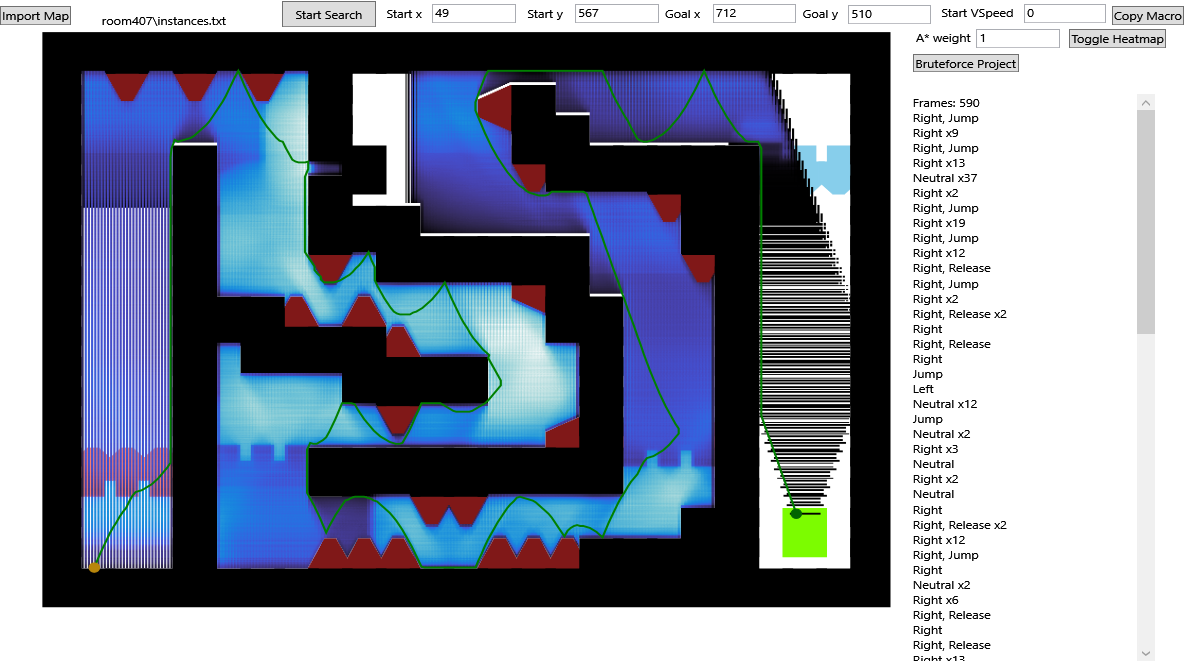 Import Map
room407\instances.txt
Start Search
Start x 49
Start y 567
Goal x 712
Goal y 510
Start VSpeed 0
Copy Macro
A* weight 1
Toggle Heatmap
Bruteforce Project
Frames: 590
Right, Jump
Right x9
Right, Jump
Right x13
Neutral x37
Right x2
Right, Jump
Right x19
Right, Jump
Right x12
Right, Release
Right, Jump
Right x2
Right, Release x2
Right
Right, Release
Right
Jump
Left
Neutral x12
Jump
Neutral x2
Right x3
Neutral
Right x2
Neutral
Right
Right, Release x2
Right x12
Right, Jump
Right
Neutral x2
Right x6
Right, Release
Right
Right, Release
Right x13